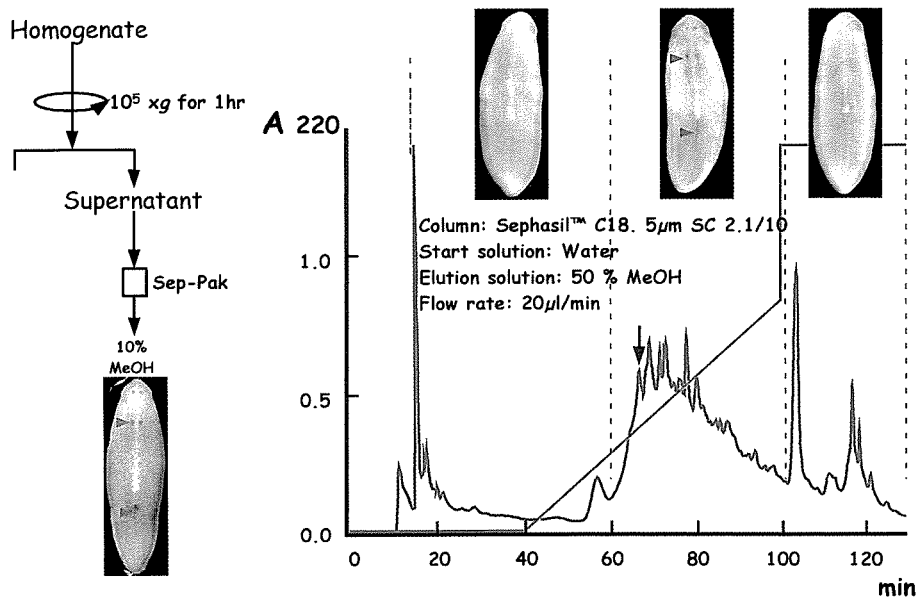 Homogenate
10⁵ xg for 1hr
Supernatant
Sep-Pak
10%
MeOH
A 220
1.0
0.5
0.0
Column: Sephasil™ C18. 5µm SC 2.1/10
Start solution: Water
Elution solution: 50 % MeOH
Flow rate: 20µl/min
0 20 40 60 80 100 120
min